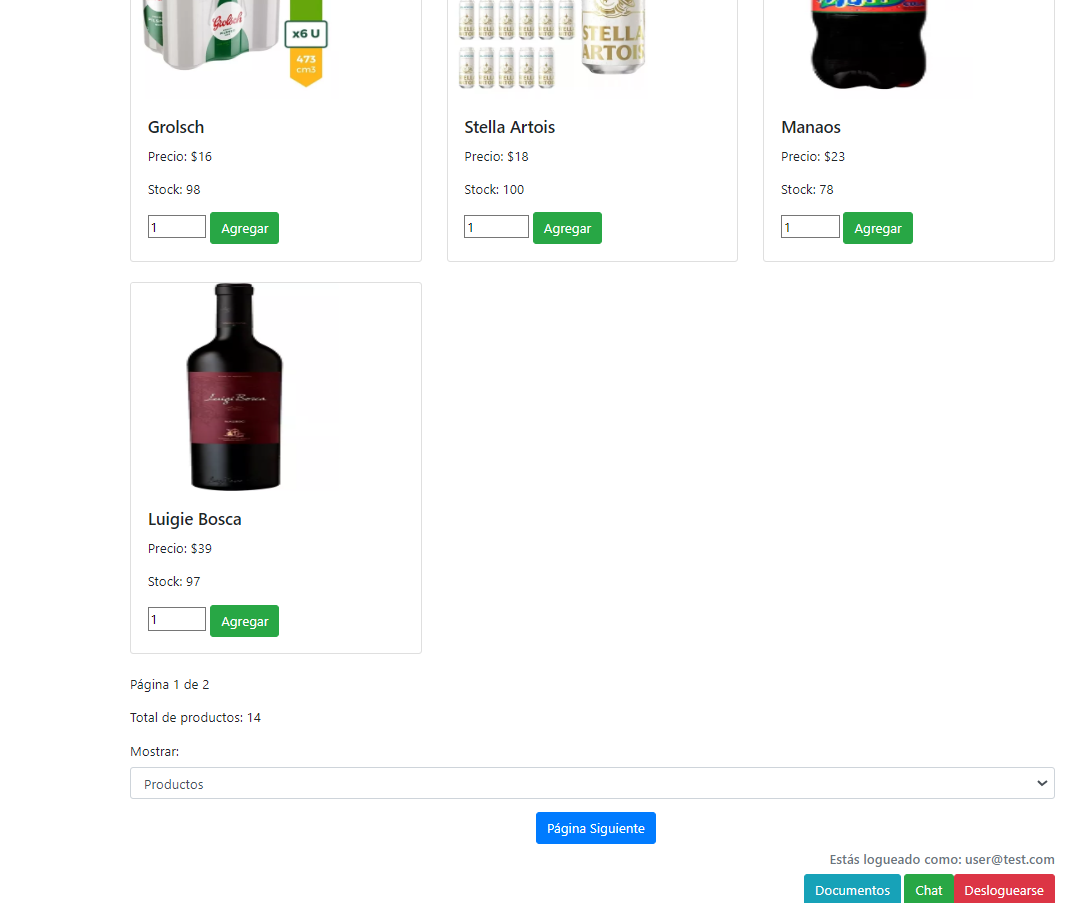 Grolsch
x6 U
473
cm3
STELLA
ARTOIS
Grolsch
Precio: $16
Stock: 98
1
Agregar
Stella Artois
Precio: $18
Stock: 100
1
Agregar
Manaos
Precio: $23
Stock: 78
1
Agregar
Luigi Bosca
Luigie Bosca
Precio: $39
Stock: 97
1
Agregar
Página 1 de 2
Total de productos: 14
Mostrar:
Productos
Página Siguiente
Estás logueado como: user@test.com
Documentos
Chat
Desloguearse